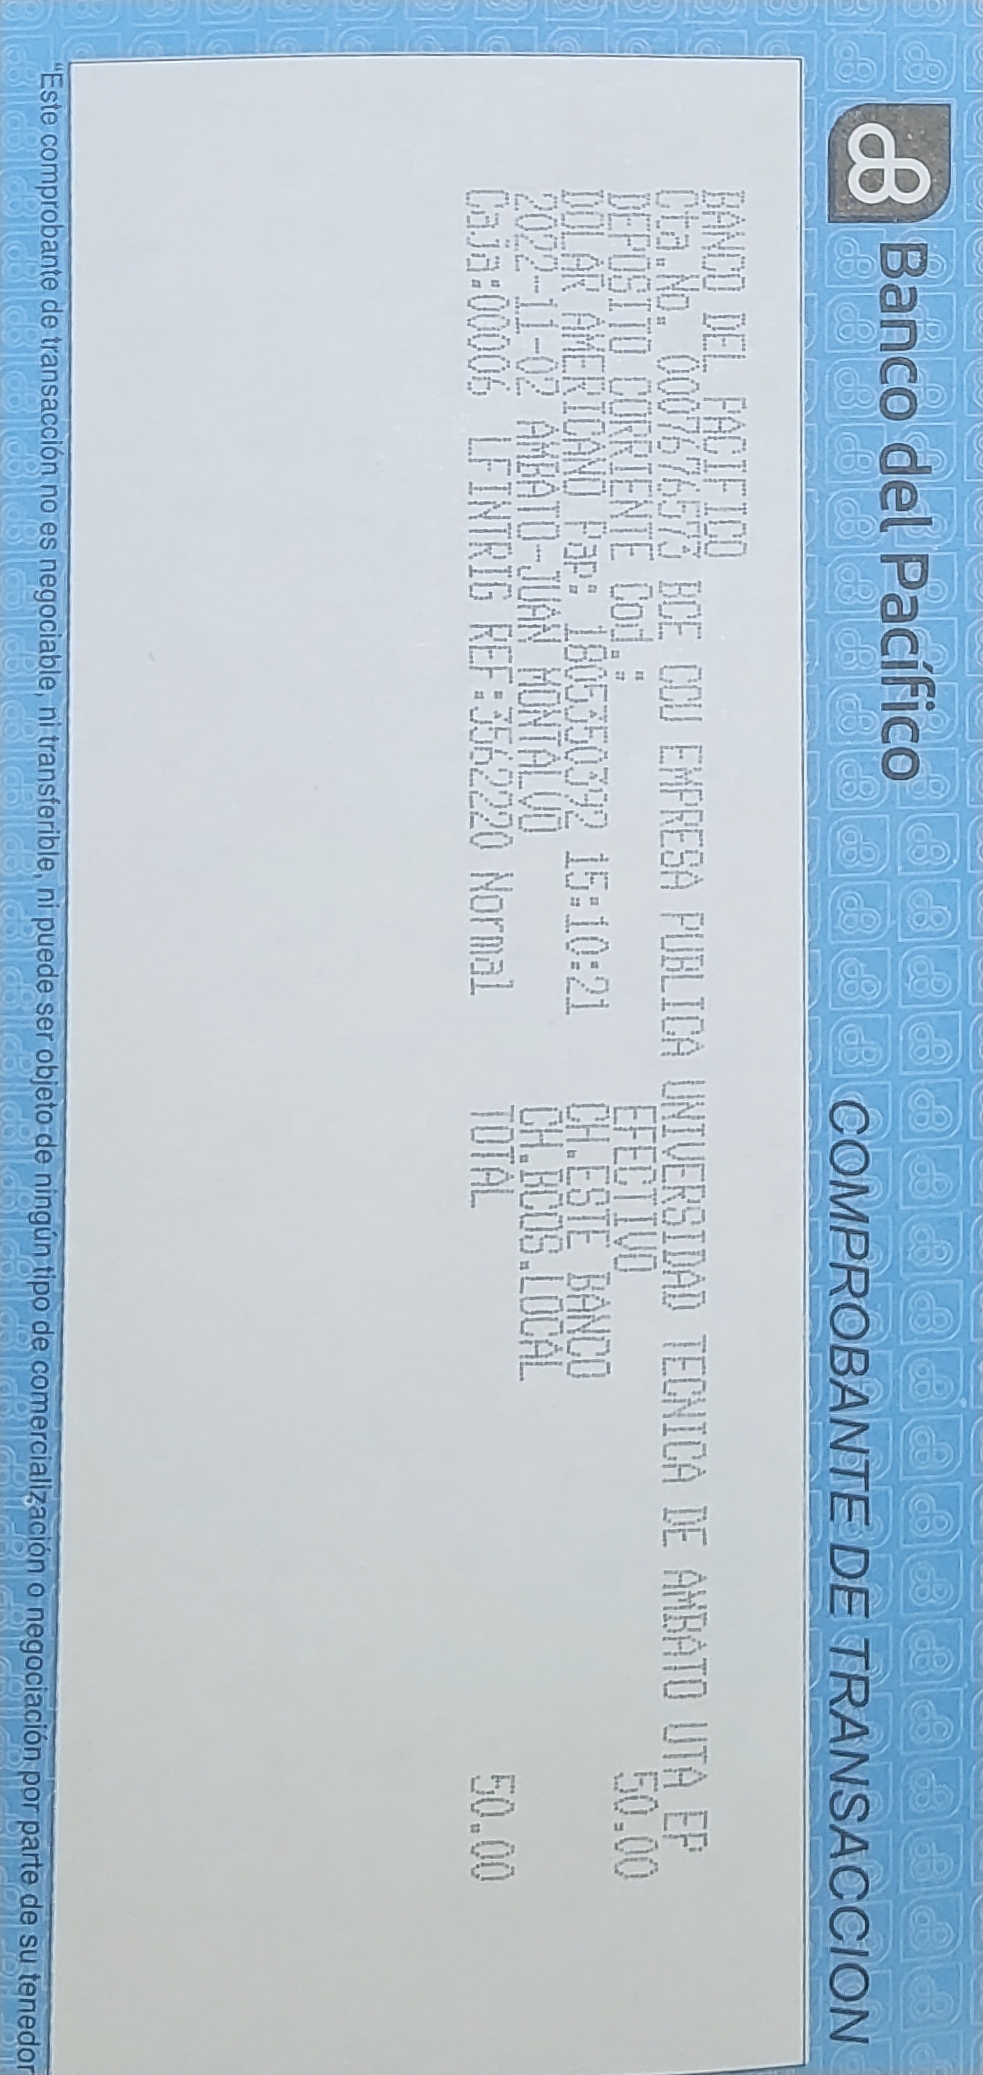 Banco del Pacífico
COMPROBANTE DE TRANSACCION
BANCO DEL PACIFICO
Cta.No. 0007676573 BCE CCU EMPRESA PUBLICA UNIVERSIDAD TECNICA DE AMBATO UTA EP
DEPOSITO CORRIENTE Cod.: EFECTIVO 50.00
DOLAR AMERICANO Pap: 1805350372 15:10:21 CH.ESTE BANCO
2022-11-02 AMBATO-JUAN MONTALVO CH.BCOS.LOCAL
Caja:00006 LFINTRIG REF:356220 Normal TOTAL 50.00
"Este comprobante de transacción no es negociable, ni transferible, ni puede ser objeto de ningún tipo de comercialización o negociación por parte de su tenedor